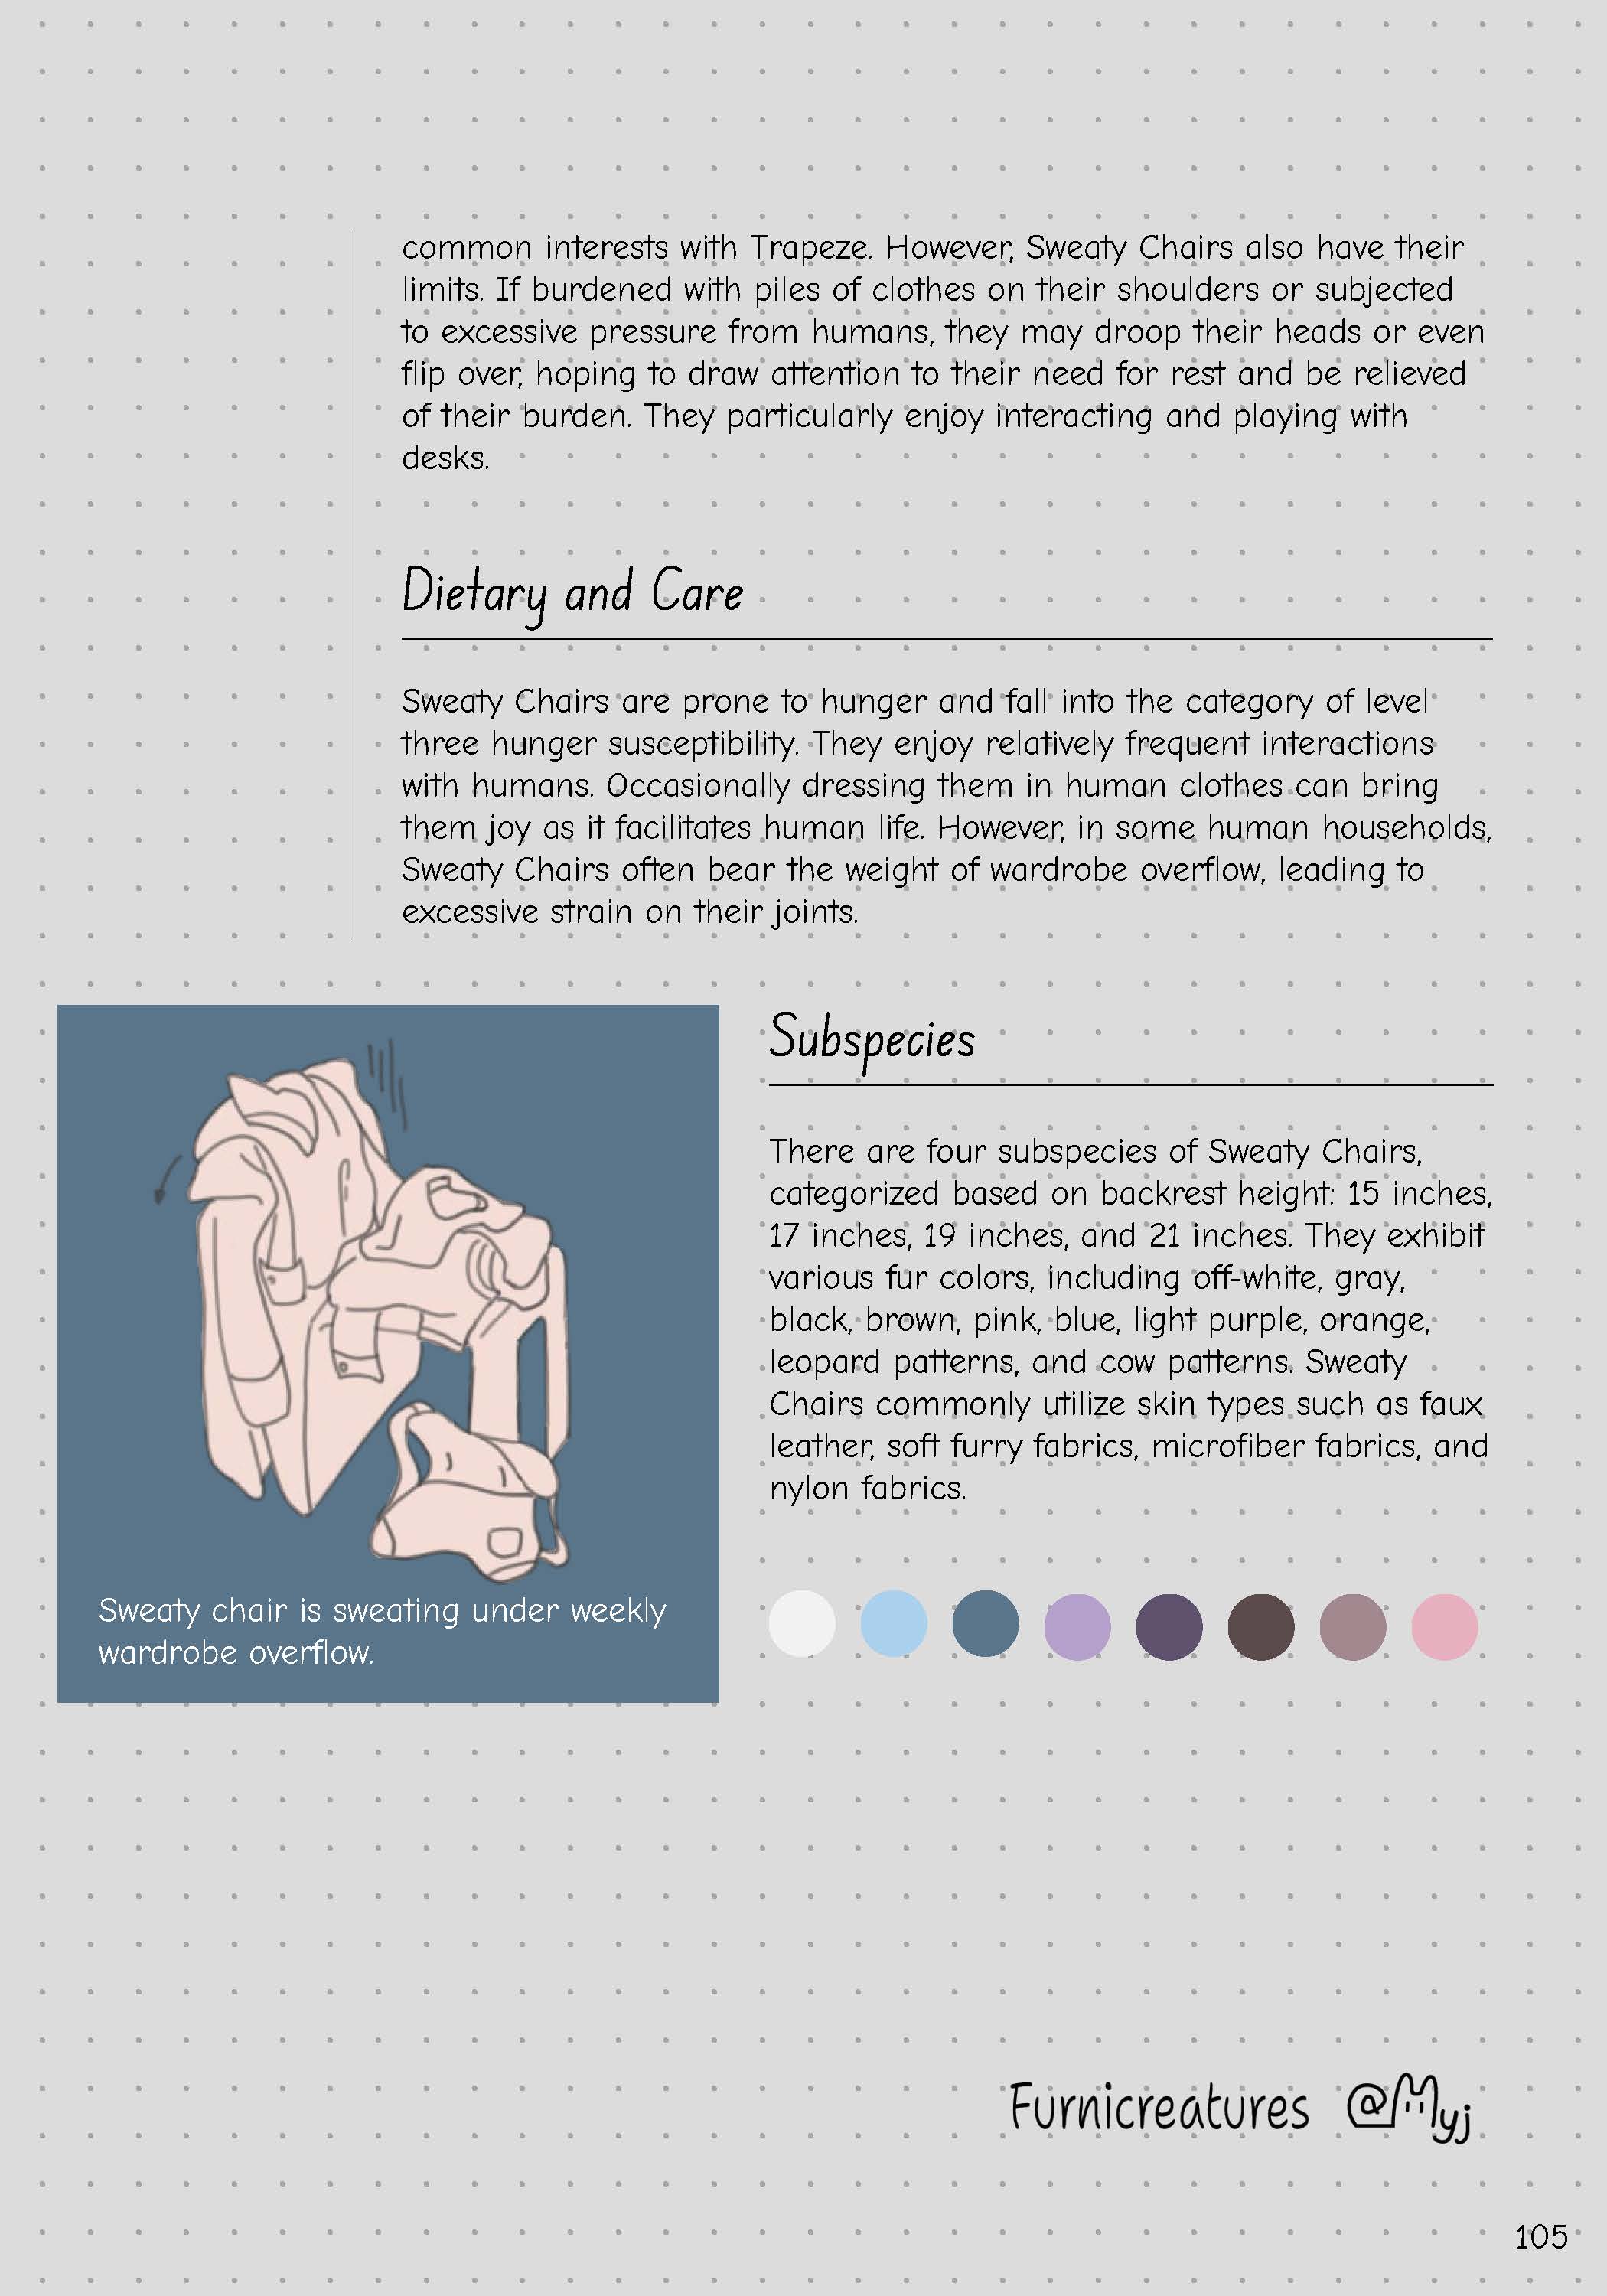 common interests with Trapeze. However, Sweaty Chairs also have their
limits. If burdened with piles of clothes on their shoulders or subjected
to excessive pressure from humans, they may droop their heads or even
flip over, hoping to draw attention to their need for rest and be relieved
of their burden. They particularly enjoy interacting and playing with
desks.
Dietary and Care
Sweaty Chairs are prone to hunger and fall into the category of level
three hunger susceptibility. They enjoy relatively frequent interactions
with humans. Occasionally dressing them in human clothes can bring
them joy as it facilitates human life. However, in some human households,
Sweaty Chairs often bear the weight of wardrobe overflow, leading to
excessive strain on their joints.
Sweaty chair is sweating under weekly
wardrobe overflow.
Subspecies
There are four subspecies of Sweaty Chairs,
categorized based on backrest height: 15 inches,
17 inches, 19 inches, and 21 inches. They exhibit
various fur colors, including off-white, gray,
black, brown, pink, blue, light purple, orange,
leopard patterns, and cow patterns. Sweaty
Chairs commonly utilize skin types such as faux
leather, soft furry fabrics, microfiber fabrics, and
nylon fabrics.
Furnicreatures @Myj
105